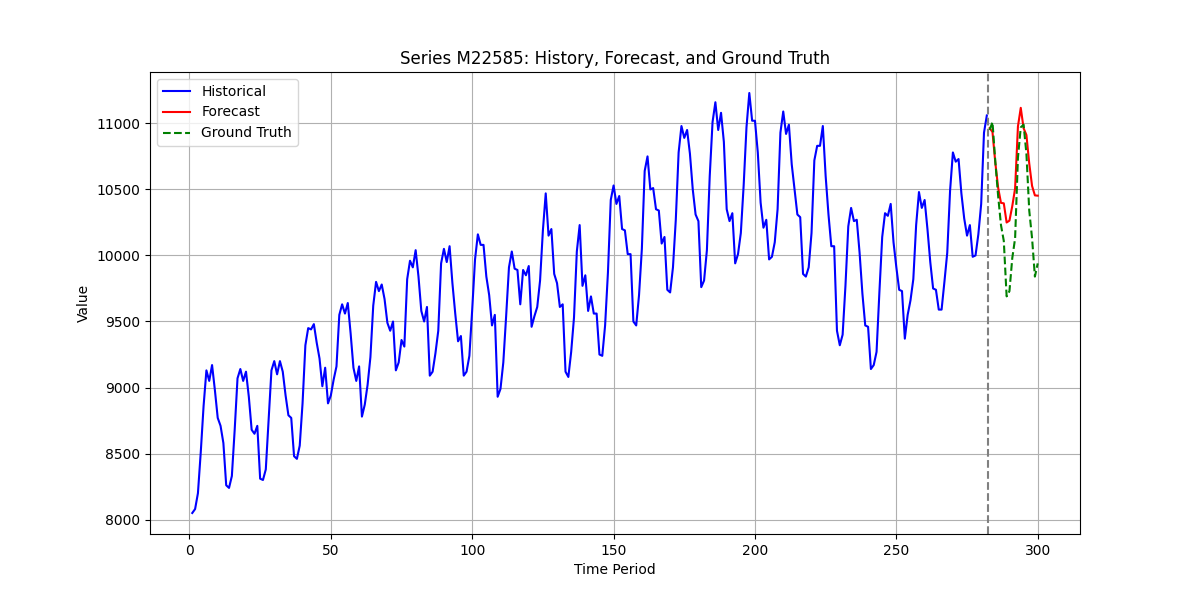 Series M22585: History, Forecast, and Ground Truth
Historical
Forecast
Ground Truth
Value
11000
10500
10000
9500
9000
8500
8000
0 50 100 150 200 250 300
Time Period